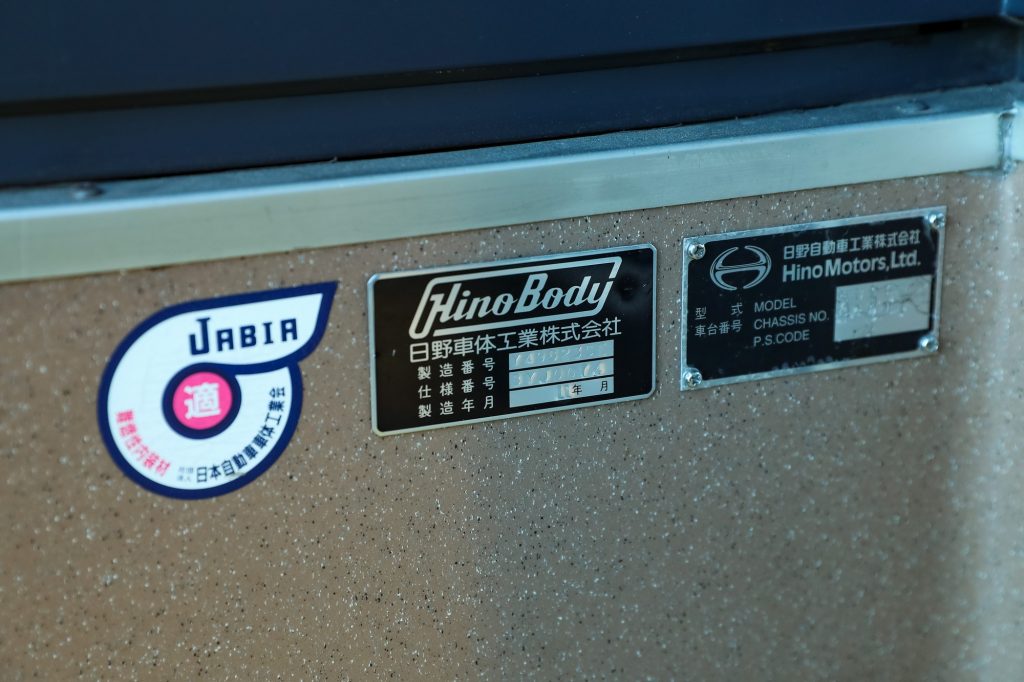 JABIA
適
難燃性内装材
社団法人 日本自動車車体工業会
Hino Body
日野車体工業株式会社
製造番号
仕様番号
製造年月 年 月
日野自動車工業株式会社
Hino Motors, Ltd.
型式 MODEL
車台番号 CHASSIS NO.
P.S.CODE